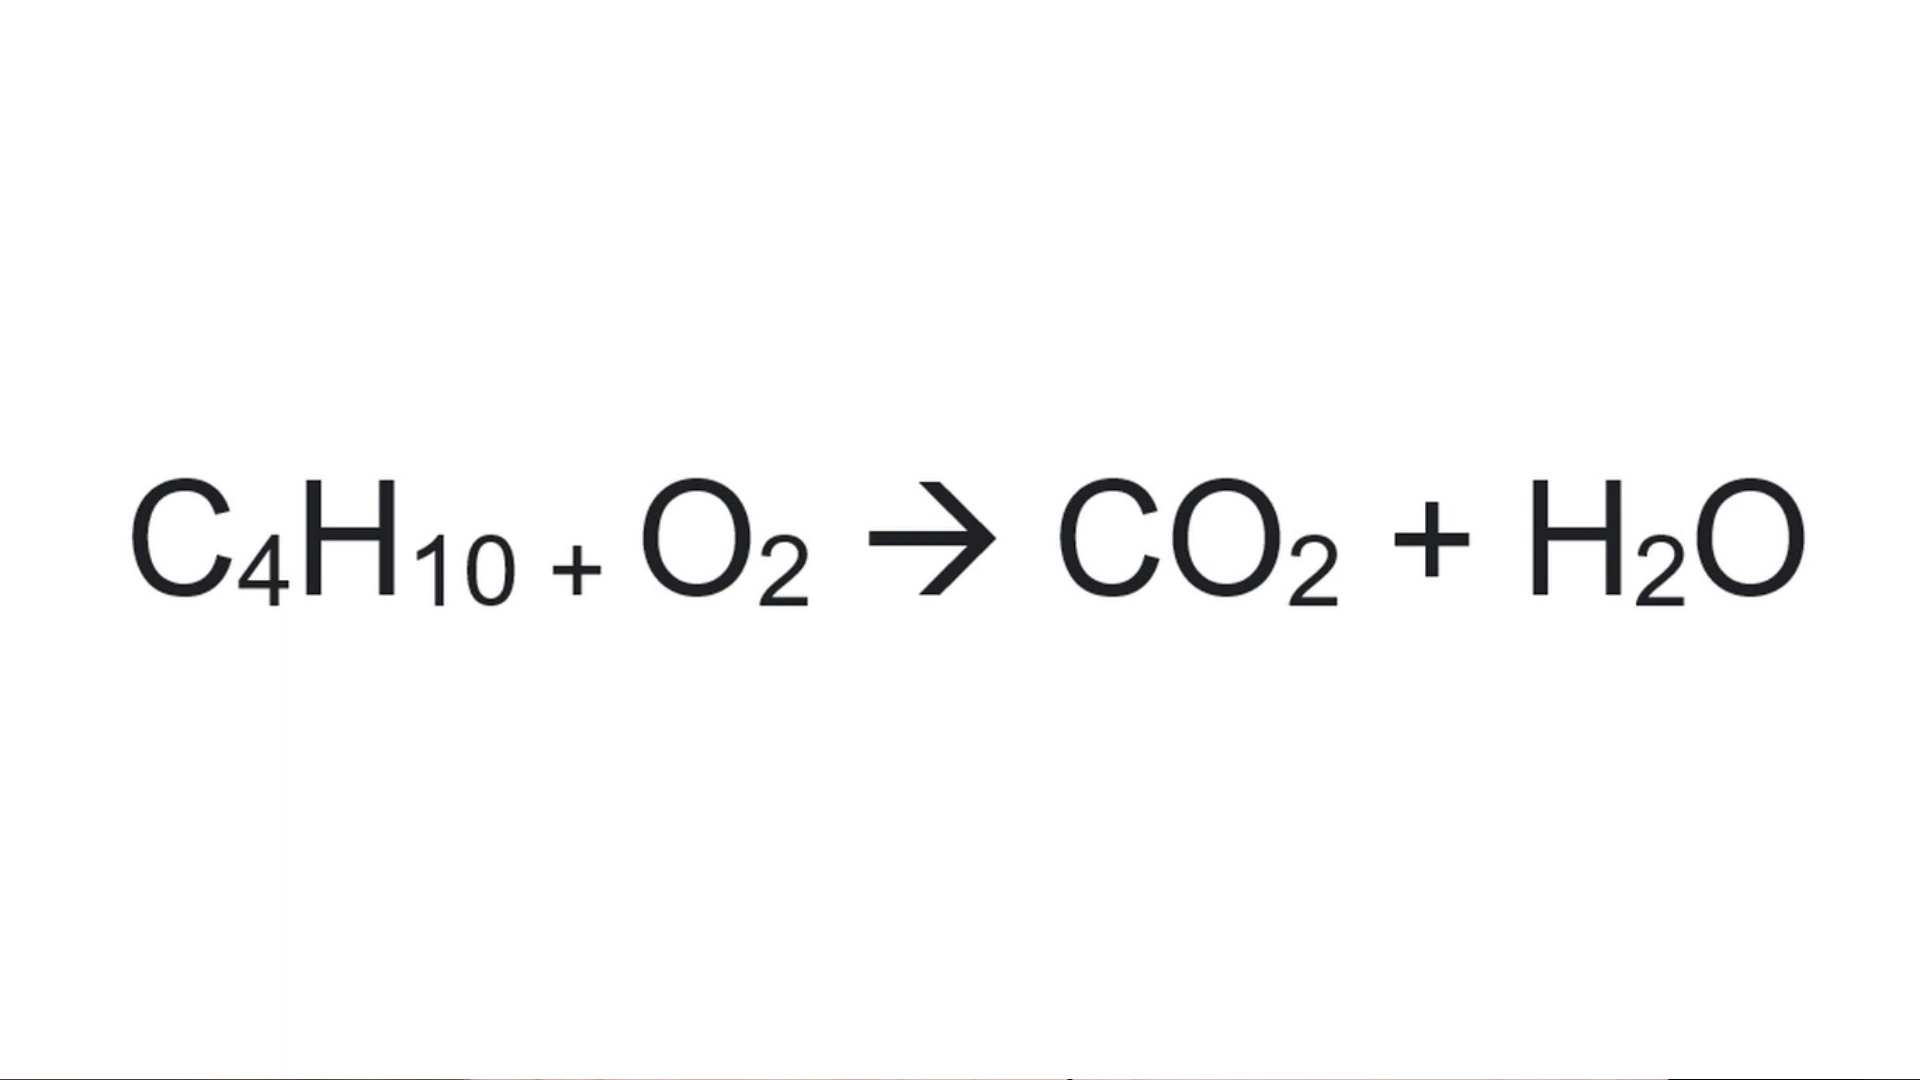 C₄H₁₀ + O₂ → CO₂ + H₂O